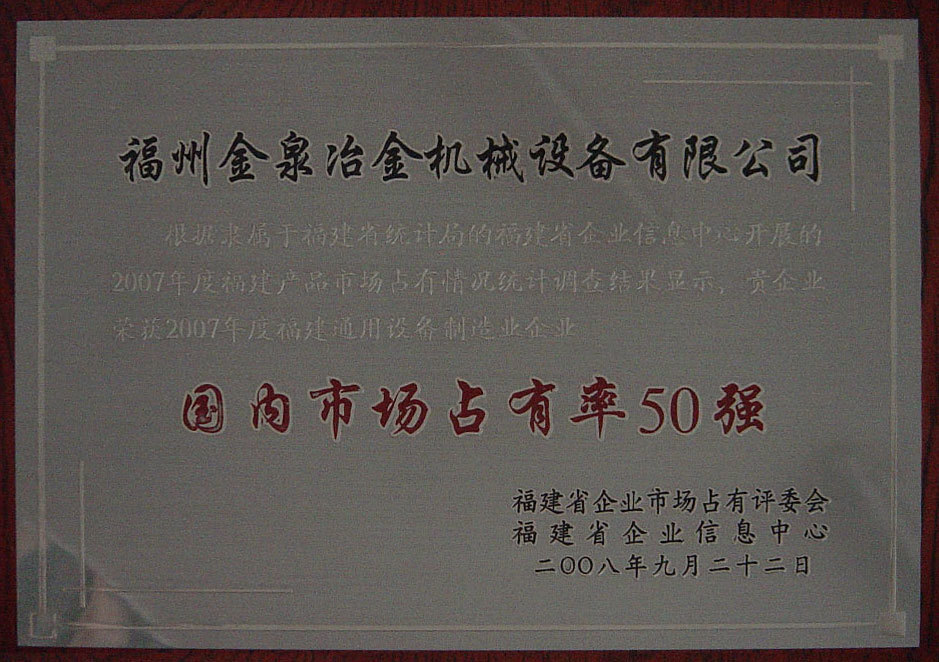 福州金泉冶金机械设备有限公司
根据隶属于福建省统计局的福建省企业信息中心开展的
2007年度福建产品市场占有情况统计调查结果显示，贵企业
荣获2007年度福建通用设备制造业企业
国内市场占有率50强
福建省企业市场占有评委会
福建省企业信息中心
二〇〇八年九月二十二日